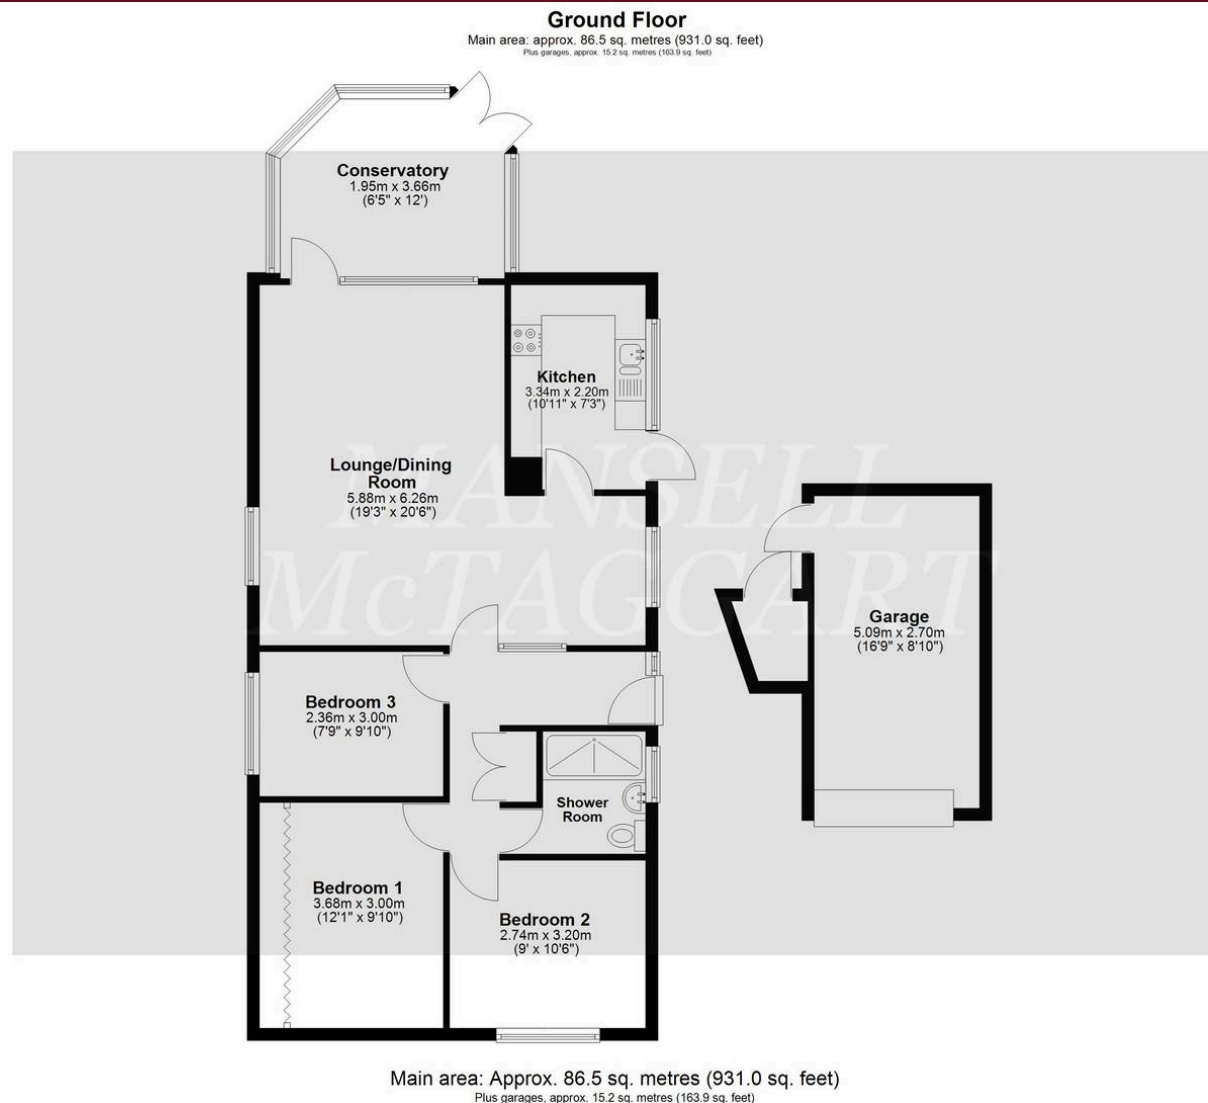 Ground Floor
Main area: approx. 86.5 sq. metres (931.0 sq. feet)
Plus garages, approx. 15.2 sq. metres (163.9 sq. feet)
Conservatory
1.95m x 3.66m
(6'5" x 12')
Kitchen
3.34m x 2.20m
(10'11" x 7'3")
Lounge/Dining
Room
5.88m x 6.26m
(19'3" x 20'6")
MANSELL
McTAGGART
Garage
5.09m x 2.70m
(16'9" x 8'10")
Bedroom 3
2.36m x 3.00m
(7'9" x 9'10")
Shower
Room
Bedroom 1
3.68m x 3.00m
(12'1" x 9'10")
Bedroom 2
2.74m x 3.20m
(9' x 10'6")
Main area: Approx. 86.5 sq. metres (931.0 sq. feet)
Plus garages, approx. 15.2 sq. metres (163.9 sq. feet)